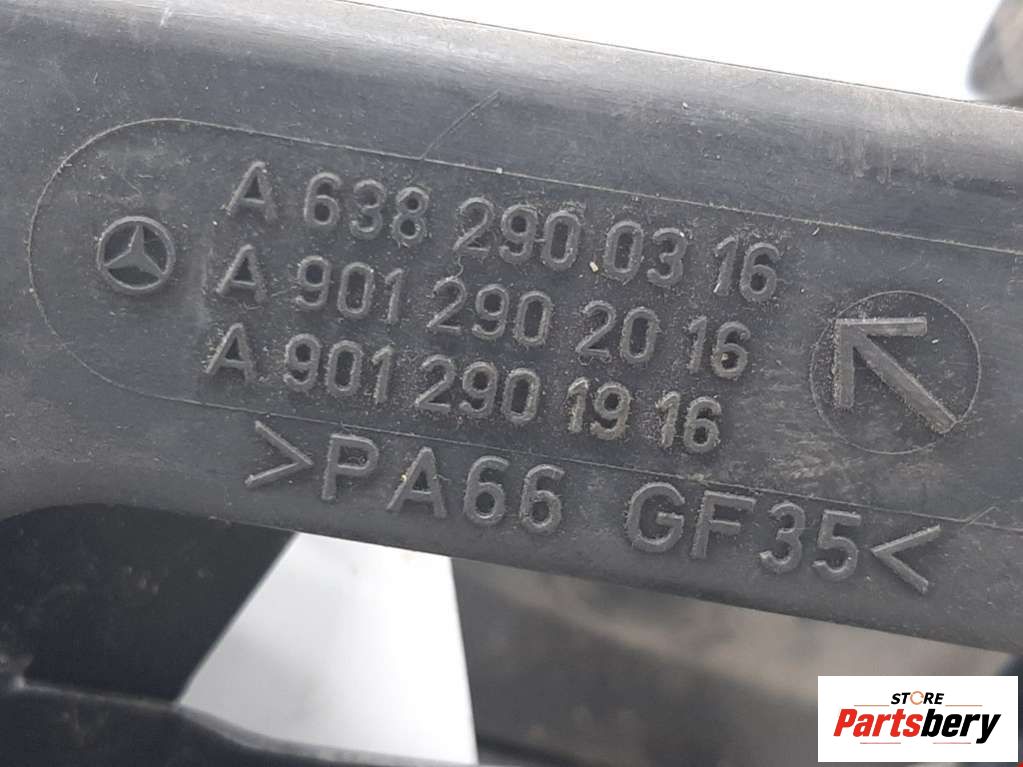 A 638 290 03 16
A 901 290 20 16
A 901 290 19 16
>PA66 GF35<
STORE
Partsbery